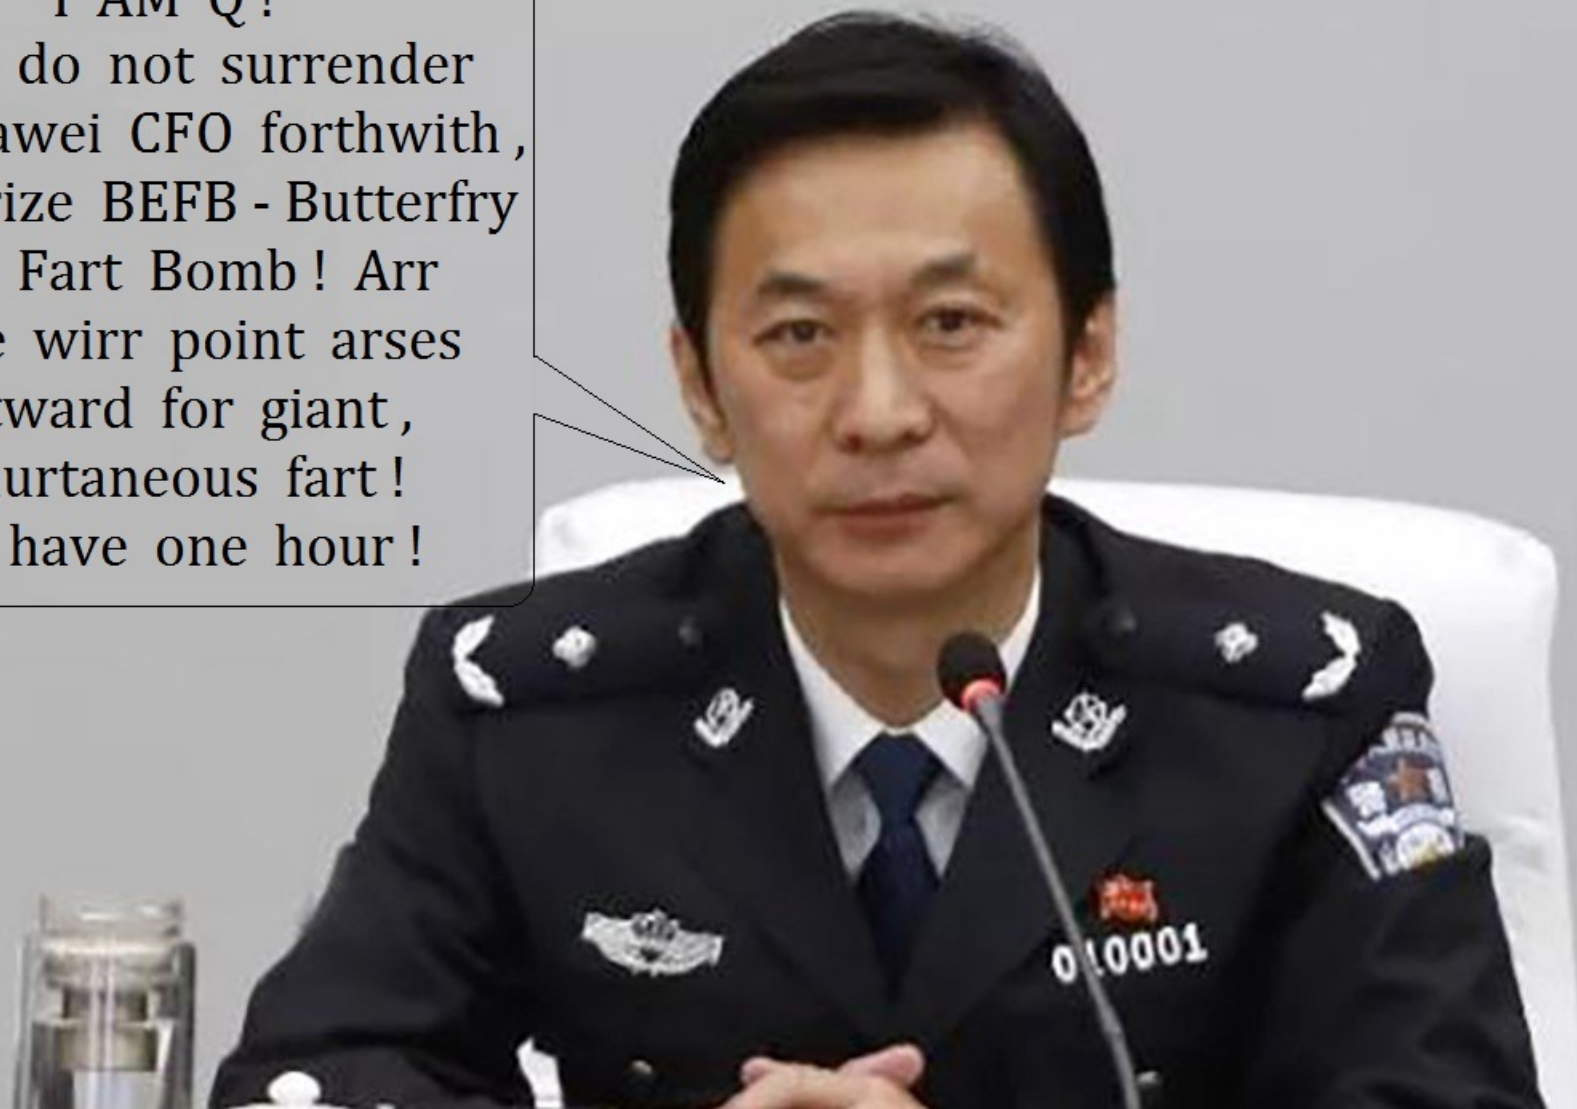 I AM Q !
do not surrender
awei CFO forthwith ,
rize BEFB - Butterfry
Fart Bomb ! Arr
e wirr point arses
tward for giant ,
urtaneous fart !
have one hour !
010001